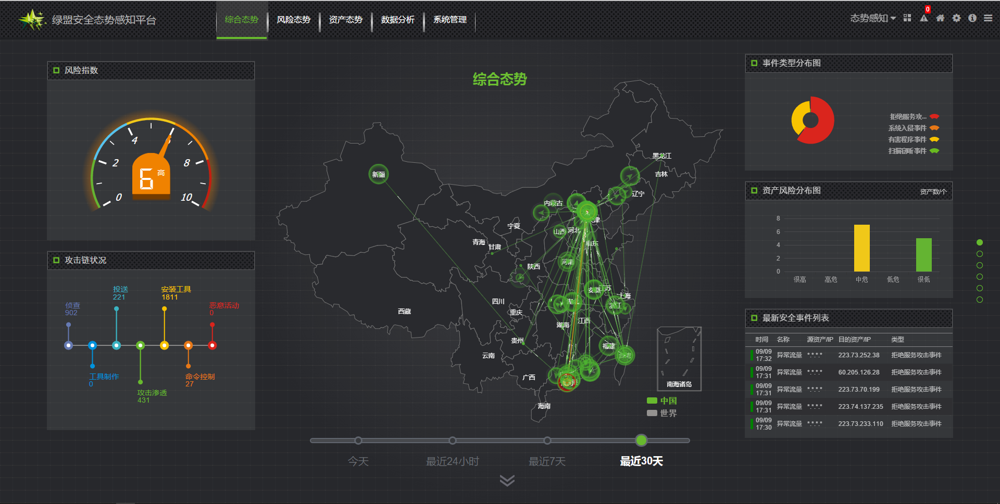 绿盟安全态势感知平台
综合态势
风险态势
资产态势
数据分析
系统管理
态势感知
0
风险指数
0
2
4
8
10
6
高
攻击链状况
侦查
902
工具制作
0
投送
221
攻击渗透
431
安装工具
1811
命令控制
27
恶意活动
0
综合态势
新疆
黑龙江
吉林
辽宁
内蒙古
宁夏
山西
河北
青海
甘肃
山东
河南
陕西
安徽
江苏
上海
浙江
四川
重庆
西藏
湖南
江西
贵州
福建
云南
广西
海南
南海诸岛
中国
世界
今天
最近24小时
最近7天
最近30天
事件类型分布图
拒绝服务攻...
系统入侵事件
有害程序事件
扫描窃听事件
资产风险分布图
资产数/个
8
6
4
2
0
很高
高危
中危
低危
很低
最新安全事件列表
时间 名称 源资产/IP 目的资产/IP 类型
09/09 17:32 异常流量 *.*.*.* 223.73.252.38 拒绝服务攻击事件
09/09 17:31 异常流量 *.*.*.* 60.205.126.28 拒绝服务攻击事件
09/09 17:31 异常流量 *.*.*.* 223.73.70.199 拒绝服务攻击事件
09/09 17:31 异常流量 *.*.*.* 223.74.137.235 拒绝服务攻击事件
09/09 17:30 异常流量 *.*.*.* 223.73.233.110 拒绝服务攻击事件